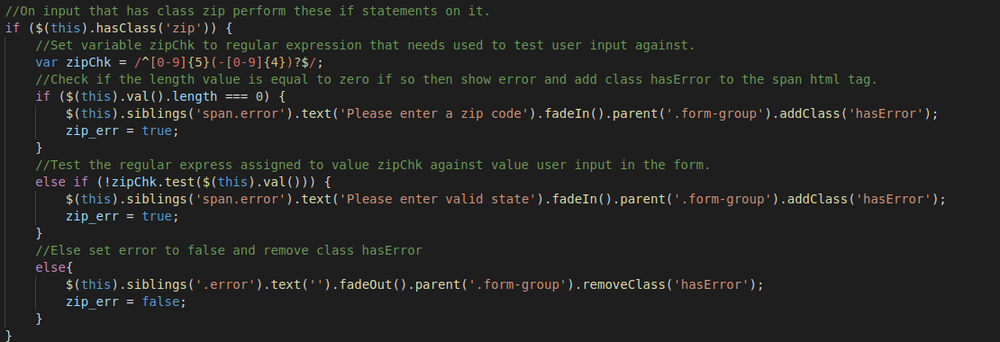 //On input that has class zip perform these if statements on it.
if ($(this).hasClass('zip')) {
    //Set variable zipChk to regular expression that needs used to test user input against.
    var zipChk = /^[0-9]{5}(-[0-9]{4})?$/;
    //Check if the length value is equal to zero if so then show error and add class hasError to the span html tag.
    if ($(this).val().length === 0) {
        $(this).siblings('span.error').text('Please enter a zip code').fadeIn().parent('.form-group').addClass('hasError');
        zip_err = true;
    }
    //Test the regular express assigned to value zipChk against value user input in the form.
    else if (!zipChk.test($(this).val())) {
        $(this).siblings('span.error').text('Please enter valid state').fadeIn().parent('.form-group').addClass('hasError');
        zip_err = true;
    }
    //Else set error to false and remove class hasError
    else{
        $(this).siblings('.error').text('').fadeOut().parent('.form-group').removeClass('hasError');
        zip_err = false;
    }
}